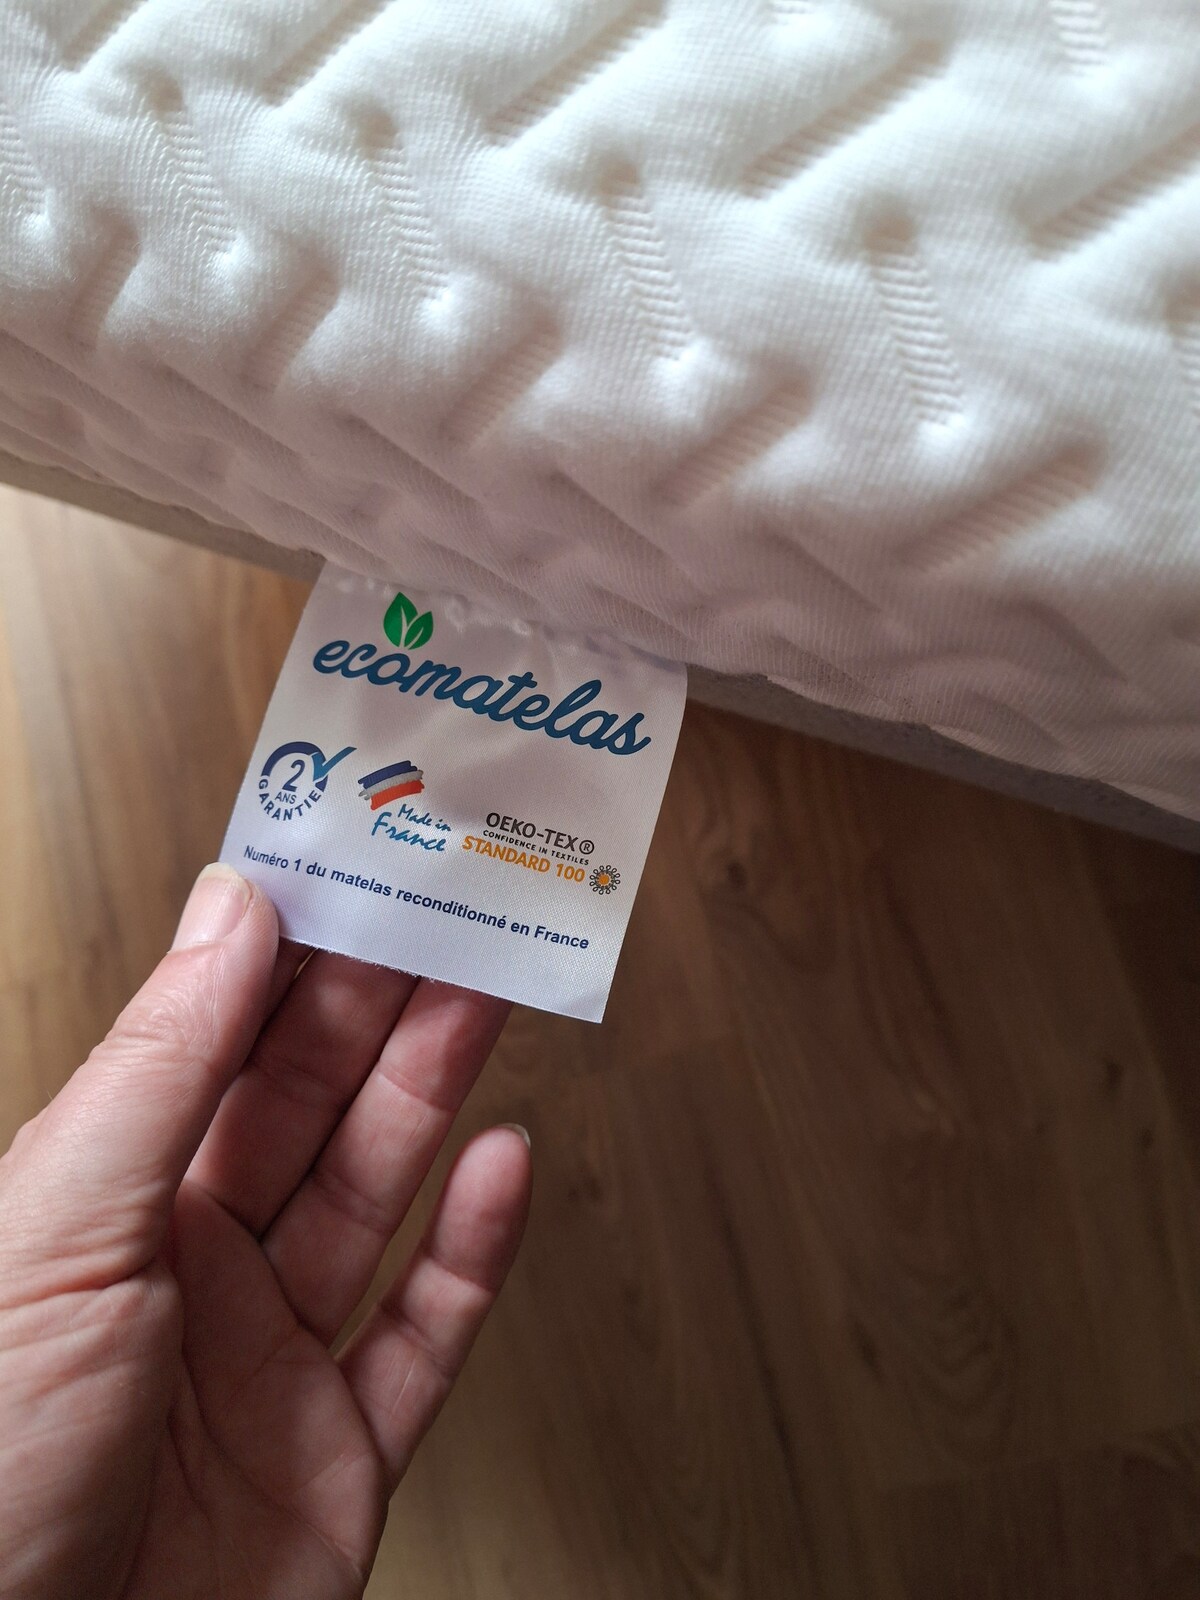 ecomatelas
2
ANS
GARANTIE
Made in
France
OEKO-TEX®
CONFIDENCE IN TEXTILES
STANDARD 100
Numéro 1 du matelas reconditionné en France